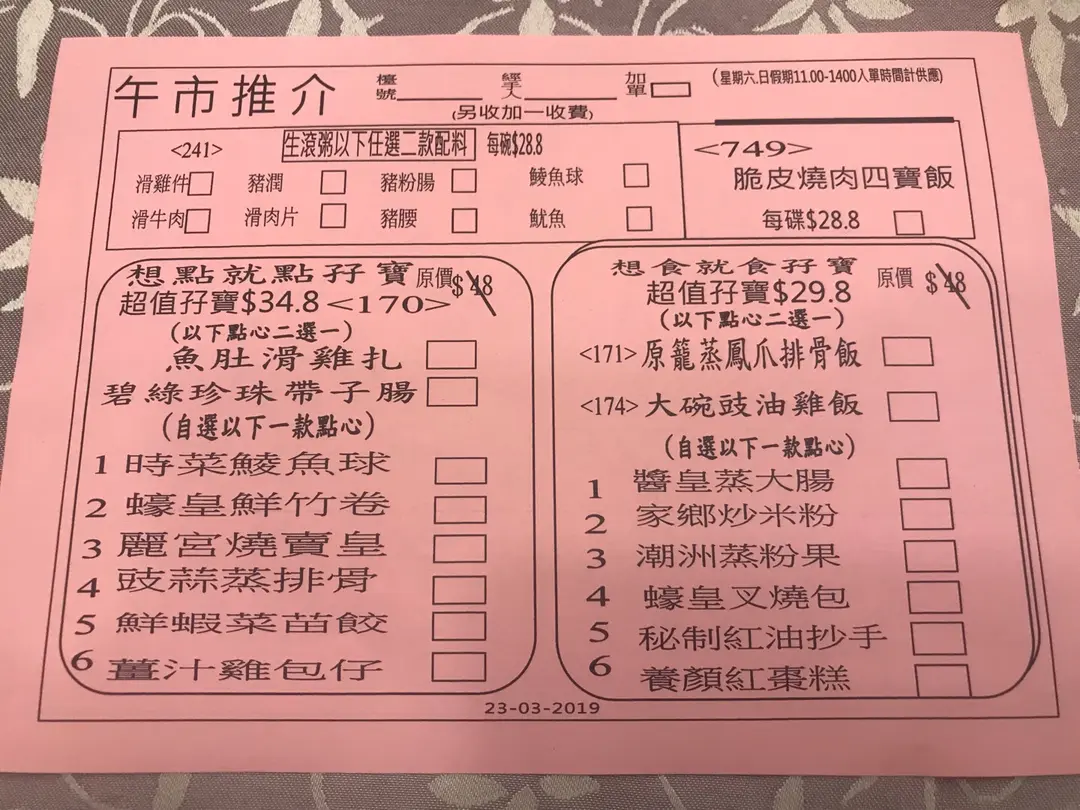 午市推介 檯號 經手人 加單 (星期六.日假期11.00-1400入單時間計供應)
(另收加一收費)
<241> 生滾粥以下任選二款配料 每碗$28.8
滑雞件 豬潤 豬粉腸 鯪魚球
滑牛肉 滑肉片 豬腰 魷魚
<749>
脆皮燒肉四寶飯
每碟$28.8
想點就點孖寶 原價$48
超值孖寶$34.8 <170>
(以下點心二選一)
魚肚滑雞扎
碧綠珍珠帶子腸
(自選以下一款點心)
1 時菜鯪魚球
2 蠔皇鮮竹卷
3 麗宮燒賣皇
4 豉蒜蒸排骨
5 鮮蝦菜苗餃
6 薑汁雞包仔
想食就食孖寶 原價 $48
超值孖寶$29.8
(以下點心二選一)
<171> 原籠蒸鳳爪排骨飯
<174> 大碗豉油雞飯
(自選以下一款點心)
1 醬皇蒸大腸
2 家鄉炒米粉
3 潮洲蒸粉果
4 蠔皇叉燒包
5 秘制紅油抄手
6 養顏紅棗糕
23-03-2019